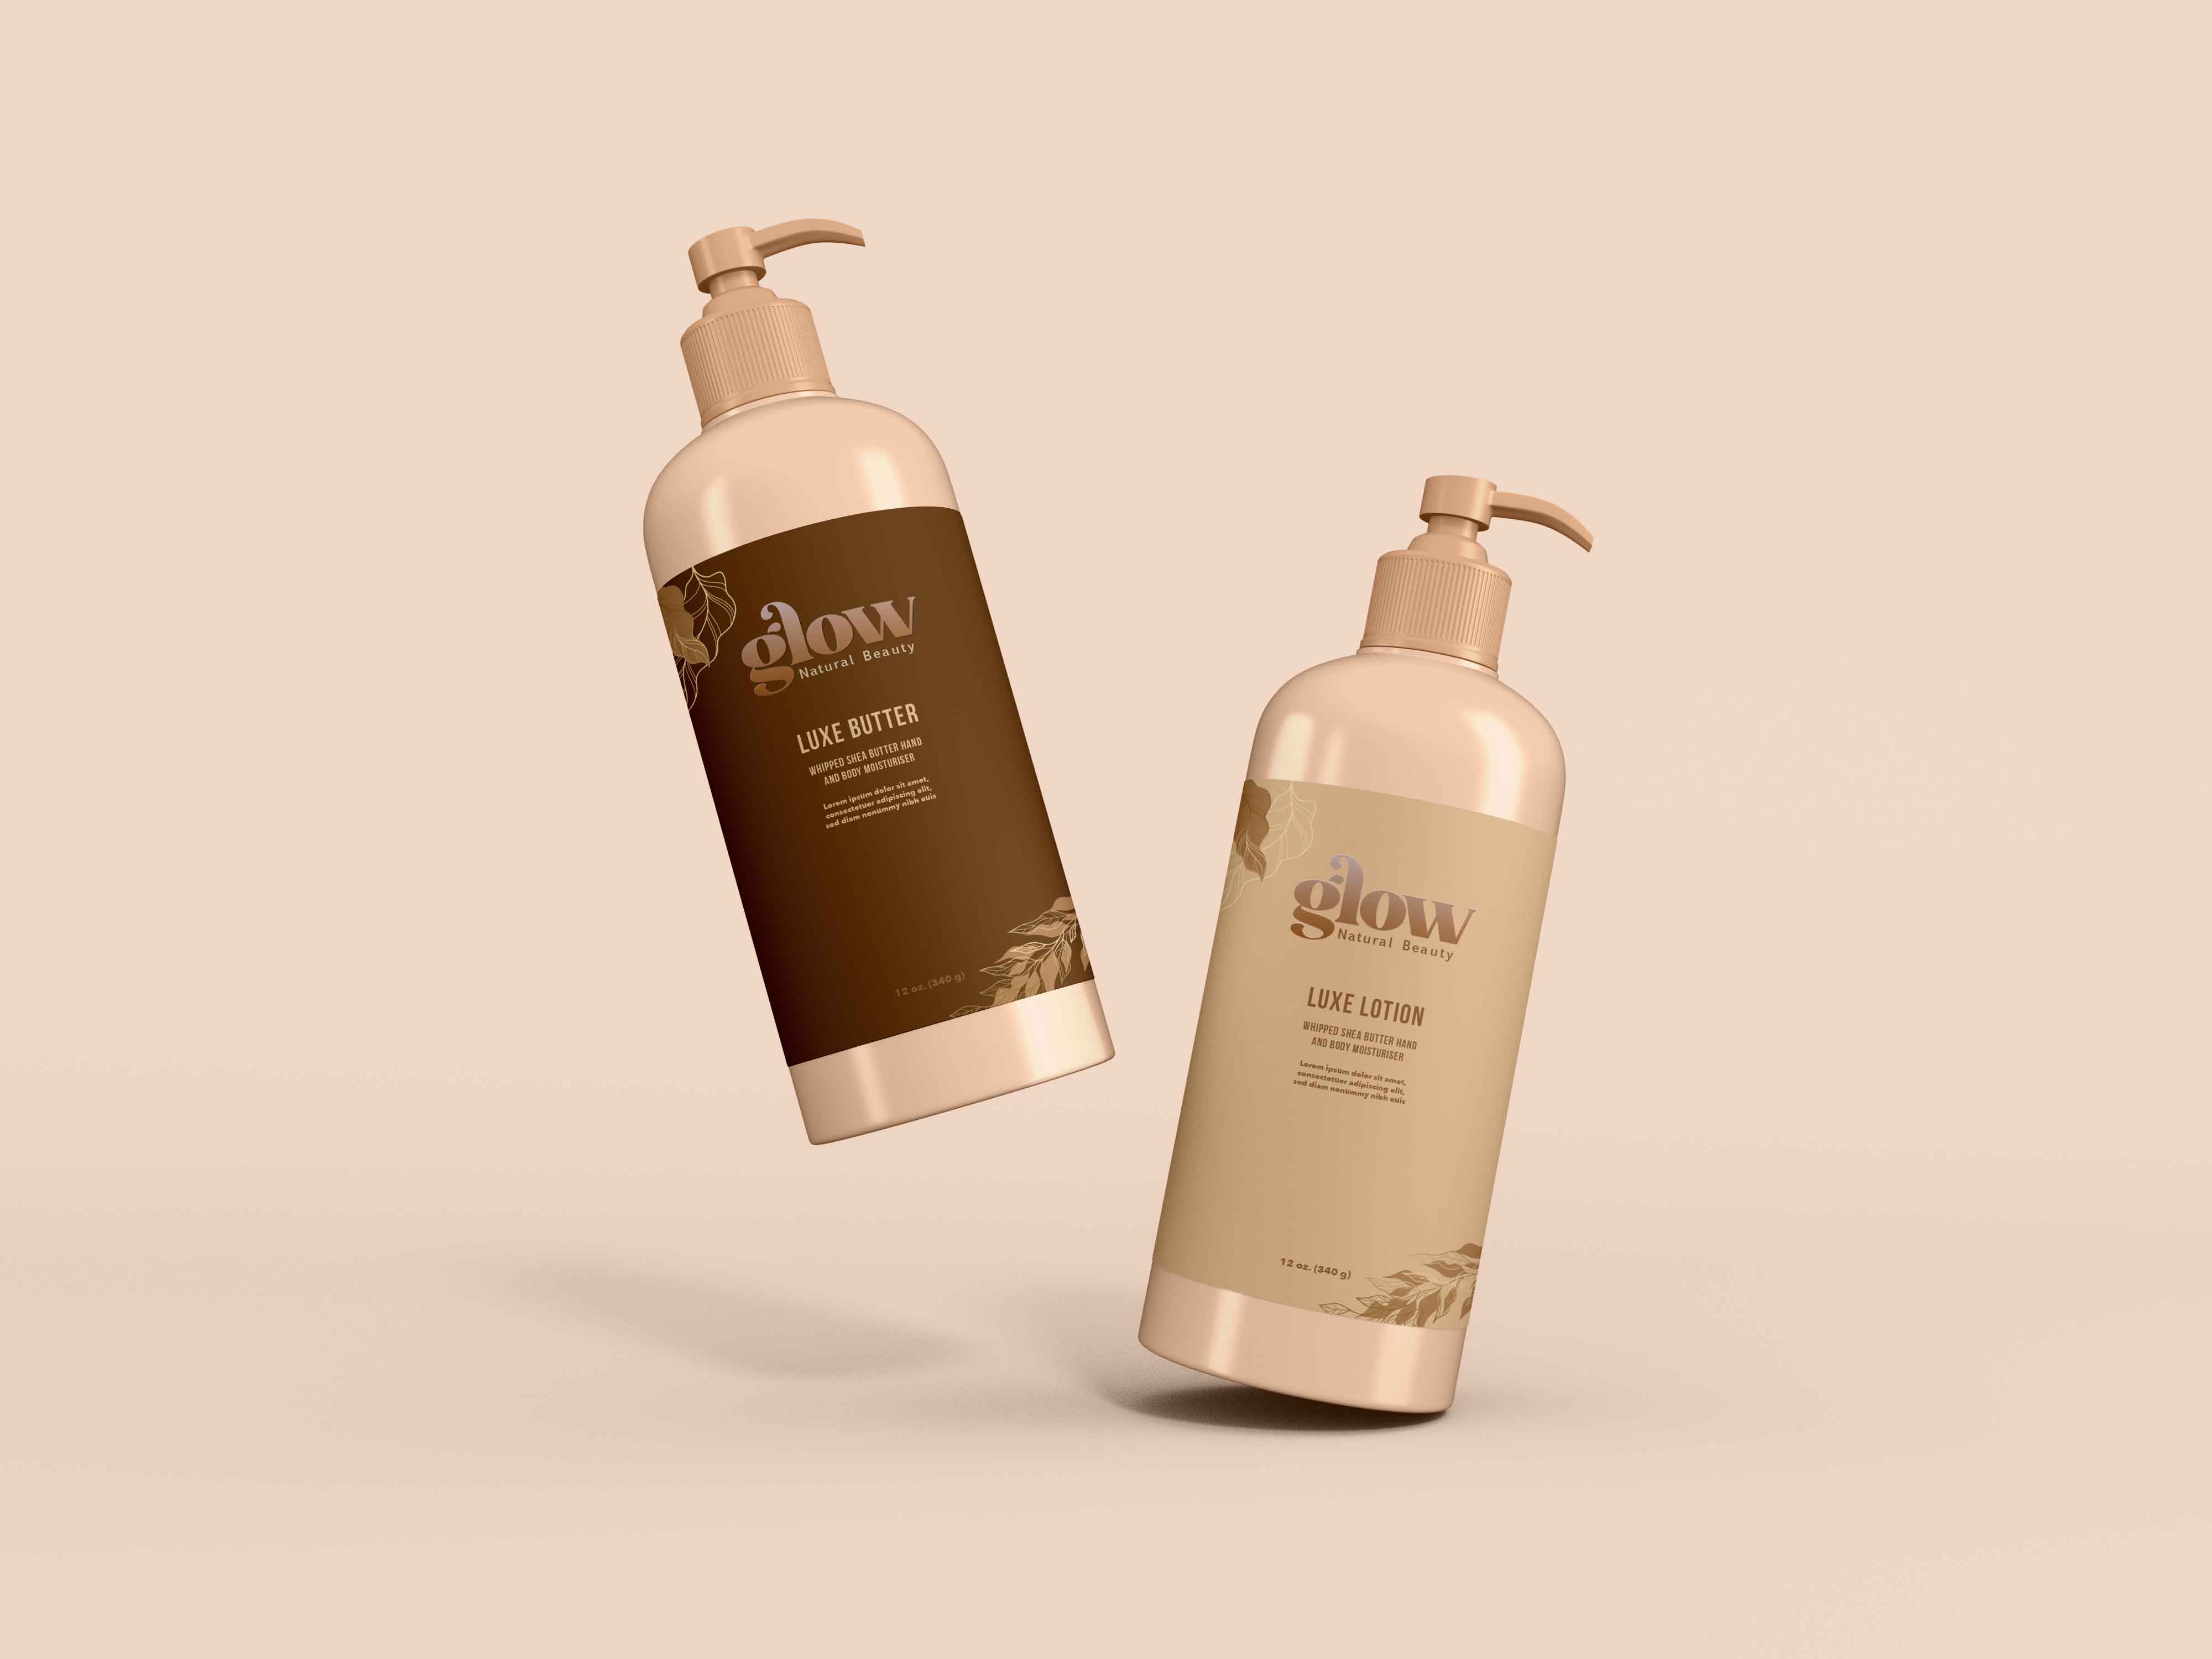 glow
Natural Beauty
LUXE BUTTER
WHIPPED SHEA BUTTER HAND
AND BODY MOISTURISER
Lorem ipsum dolor sit amet,
consectetuer adipiscing elit,
sed diam nonummy nibh euis
12 oz. (340 g)
glow
Natural Beauty
LUXE LOTION
WHIPPED SHEA BUTTER HAND
AND BODY MOISTURISER
Lorem ipsum dolor sit amet,
consectetuer adipiscing elit,
sed diam nonummy nibh euis
12 oz. (340 g)